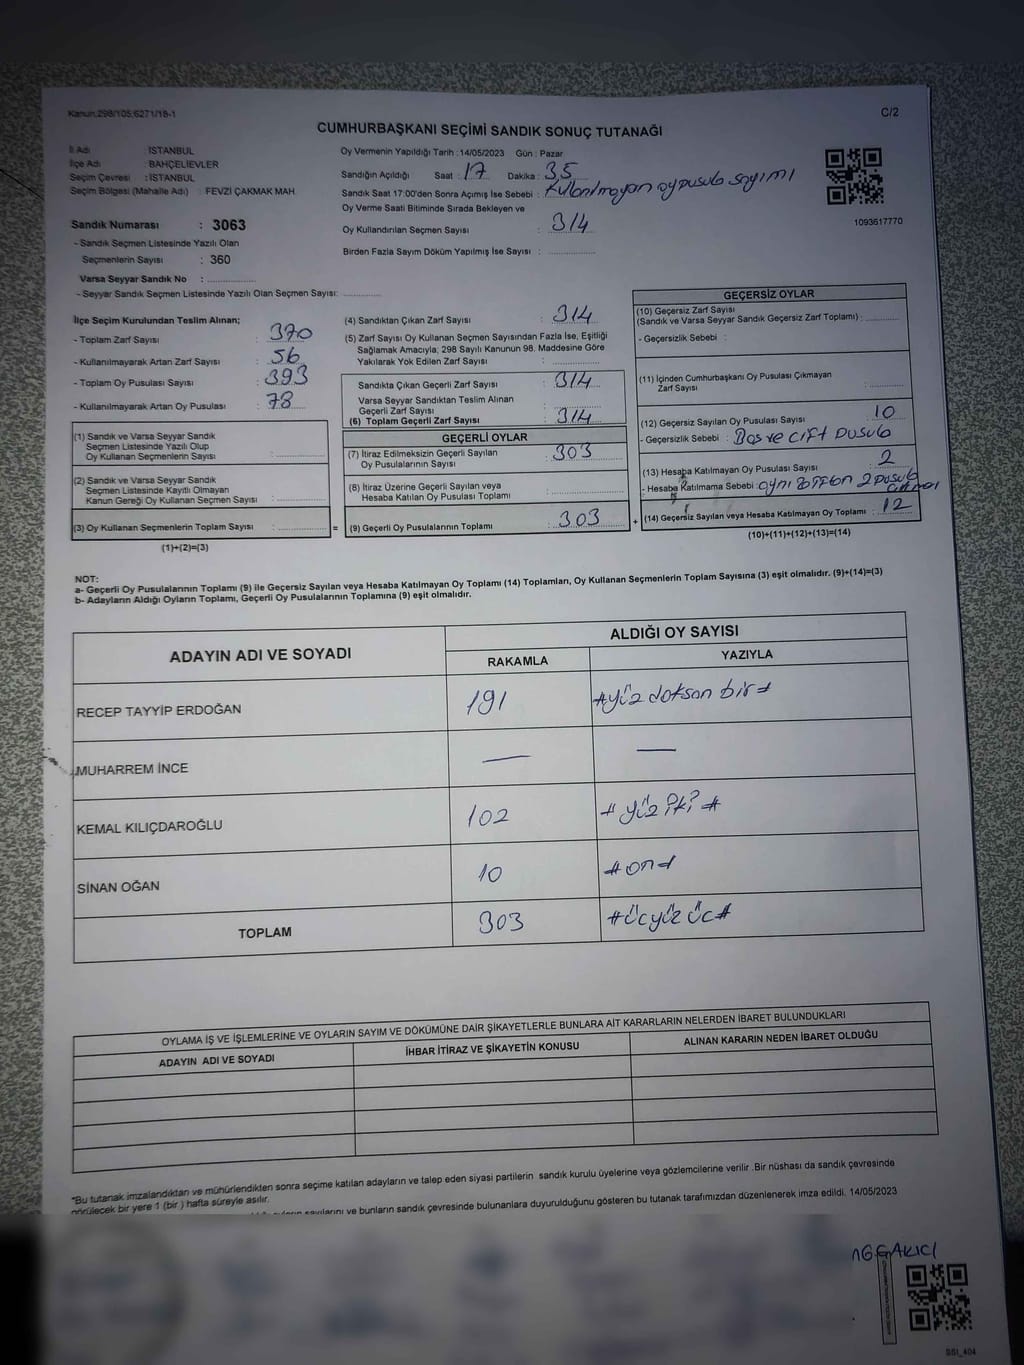 Kanun:298/105;6271/18-1
C/2
CUMHURBAŞKANI SEÇİMİ SANDIK SONUÇ TUTANAĞI
İl Adı : İSTANBUL
İlçe Adı : BAHÇELİEVLER
Seçim Çevresi : İSTANBUL
Seçim Bölgesi (Mahalle Adı) : FEVZİ ÇAKMAK MAH.
Oy Vermenin Yapıldığı Tarih : 14/05/2023 Gün : Pazar
Sandığın Açıldığı Saat : 17 Dakika : 35
Sandık Saat 17:00'den Sonra Açımış İse Sebebi : Kullanılmayan oy pusula sayımı
Oy Verme Saati Bitiminde Sırada Bekleyen ve
Oy Kullandırılan Seçmen Sayısı : 314
Birden Fazla Sayım Döküm Yapılmış İse Sayısı :
1093617770
Sandık Numarası : 3063
- Sandık Seçmen Listesinde Yazılı Olan
Seçmenlerin Sayısı : 360
Varsa Seyyar Sandık No :
- Seyyar Sandık Seçmen Listesinde Yazılı Olan Seçmen Sayısı:
İlçe Seçim Kurulundan Teslim Alınan;
- Toplam Zarf Sayısı : 370
- Kullanılmayarak Artan Zarf Sayısı : 56
- Toplam Oy Pusulası Sayısı : 393
- Kullanılmayarak Artan Oy Pusulası : 78
(1) Sandık ve Varsa Seyyar Sandık
Seçmen Listesinde Yazılı Olup
Oy Kullanan Seçmenlerin Sayısı :
(2) Sandık ve Varsa Seyyar Sandık
Seçmen Listesinde Kayıtlı Olmayan
Kanun Gereği Oy Kullanan Seçmen Sayısı :
(3) Oy Kullanan Seçmenlerin Toplam Sayısı : =
(1)+(2)=(3)
(4) Sandıktan Çıkan Zarf Sayısı : 314
(5) Zarf Sayısı Oy Kullanan Seçmen Sayısından Fazla İse, Eşitliği
Sağlamak Amacıyla; 298 Sayılı Kanunun 98. Maddesine Göre
Yakılarak Yok Edilen Zarf Sayısı :
Sandıkta Çıkan Geçerli Zarf Sayısı : 314
Varsa Seyyar Sandıktan Teslim Alınan
Geçerli Zarf Sayısı :
(6) Toplam Geçerli Zarf Sayısı : 314
GEÇERLİ OYLAR
(7) İtiraz Edilmeksizin Geçerli Sayılan
Oy Pusulalarının Sayısı : 303
(8) İtiraz Üzerine Geçerli Sayılan veya
Hesaba Katılan Oy Pusulası Toplamı :
(9) Geçerli Oy Pusulalarının Toplamı : 303 +
GEÇERSİZ OYLAR
(10) Geçersiz Zarf Sayısı
(Sandık ve Varsa Seyyar Sandık Geçersiz Zarf Toplamı) :
- Geçersizlik Sebebi :
(11) İçinden Cumhurbaşkanı Oy Pusulası Çıkmayan
Zarf Sayısı :
(12) Geçersiz Sayılan Oy Pusulası Sayısı : 10
- Geçersizlik Sebebi : Boş ve çift pusula
(13) Hesaba Katılmayan Oy Pusulası Sayısı : 2
- Hesaba Katılmama Sebebi : aynı zarftan 2 pusula çıkması
(14) Geçersiz Sayılan veya Hesaba Katılmayan Oy Toplamı : 12
(10)+(11)+(12)+(13)=(14)
NOT:
a- Geçerli Oy Pusulalarının Toplamı (9) ile Geçersiz Sayılan veya Hesaba Katılmayan Oy Toplamı (14) Toplamları, Oy Kullanan Seçmenlerin Toplam Sayısına (3) eşit olmalıdır. (9)+(14)=(3)
b- Adayların Aldığı Oyların Toplamı, Geçerli Oy Pusulalarının Toplamına (9) eşit olmalıdır.
ADAYIN ADI VE SOYADI
ALDIĞI OY SAYISI
RAKAMLA YAZIYLA
RECEP TAYYİP ERDOĞAN 191 #yüz doksan bir#
MUHARREM İNCE — —
KEMAL KILIÇDAROĞLU 102 #yüz iki#
SİNAN OĞAN 10 #on#
TOPLAM 303 #üçyüz üç#
OYLAMA İŞ VE İŞLEMLERİNE VE OYLARIN SAYIM VE DÖKÜMÜNE DAİR ŞİKAYETLERLE BUNLARA AİT KARARLARIN NELERDEN İBARET BULUNDUKLARI
ADAYIN ADI VE SOYADI İHBAR İTİRAZ VE ŞİKAYETİN KONUSU ALINAN KARARIN NEDEN İBARET OLDUĞU
*Bu tutanak imzalandıktan ve mühürlendikten sonra seçime katılan adayların ve talep eden siyasi partilerin sandık kurulu üyelerine veya gözlemcilerine verilir .Bir nüshası da sandık çevresinde
görülecek bir yere 1 (bir ) hafta süreyle asılır.
sayılarını ve bunların sandık çevresinde bulunanlara duyurulduğunu gösteren bu tutanak tarafımızdan düzenlenerek imza edildi. 14/05/2023
SSI_404